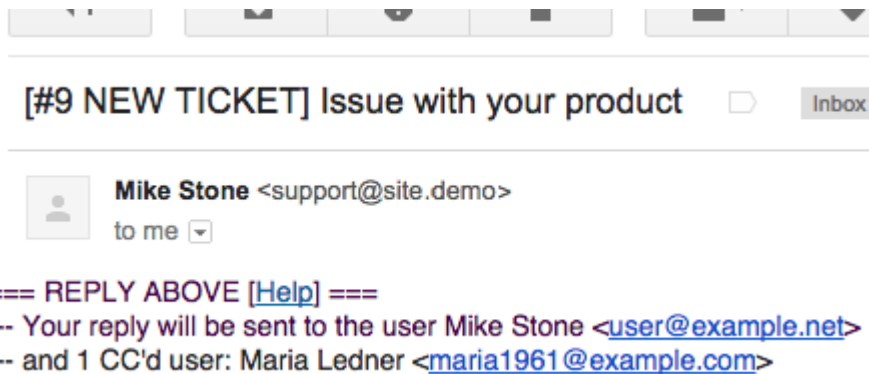 [#9 NEW TICKET] Issue with your product Inbox
Mike Stone <support@site.demo>
to me
=== REPLY ABOVE [Help] ===
-- Your reply will be sent to the user Mike Stone <user@example.net>
-- and 1 CC'd user: Maria Ledner <maria1961@example.com>